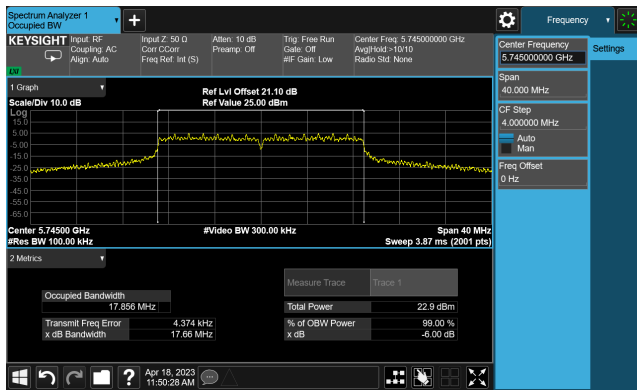 Spectrum Analyzer 1
Occupied BW
Frequency
KEYSIGHT
Input: RF
Coupling: AC
Align: Auto
Input Z: 50 Ω
Corr CCorr
Freq Ref: Int (S)
Atten: 10 dB
Preamp: Off
Trig: Free Run
Gate: Off
#IF Gain: Low
Center Freq: 5.745000000 GHz
Avg|Hold:>10/10
Radio Std: None
Center Frequency
5.745000000 GHz
Settings
Span
40.000 MHz
CF Step
4.000000 MHz
Auto
Man
Freq Offset
0 Hz
1 Graph
Scale/Div 10.0 dB
Ref Lvl Offset 21.10 dB
Ref Value 25.00 dBm
Log
15.0
5.00
-5.00
-15.0
-25.0
-35.0
-45.0
-55.0
-65.0
Center 5.74500 GHz
#Video BW 300.00 kHz
Span 40 MHz
#Res BW 100.00 kHz
Sweep 3.87 ms (2001 pts)
2 Metrics
Measure Trace
Trace 1
Occupied Bandwidth
17.856 MHz
Total Power
22.9 dBm
Transmit Freq Error
4.374 kHz
% of OBW Power
99.00 %
x dB Bandwidth
17.66 MHz
x dB
-6.00 dB
Apr 18, 2023
11:50:28 AM